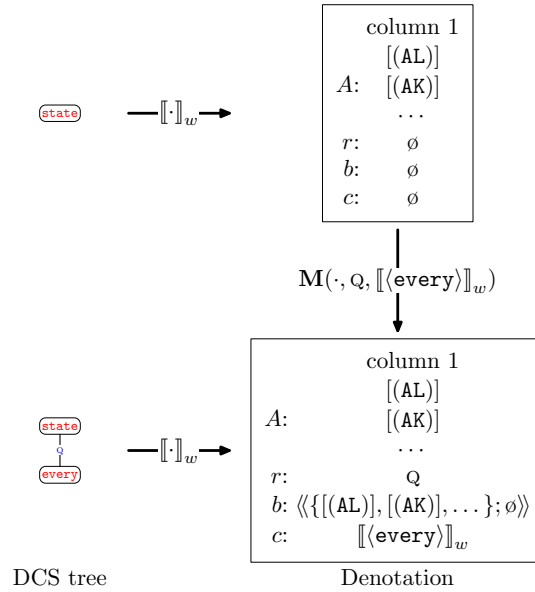 column 1
[(AL)]
A: [(AK)]
state
⟦·⟧w
...
r: ø
b: ø
c: ø
M(·, Q, ⟦⟨every⟩⟧w)
column 1
[(AL)]
A: [(AK)]
state
...
Q
⟦·⟧w
r: Q
every
b: ⟪{[(AL)], [(AK)], ...}; ø⟫
c: ⟦⟨every⟩⟧w
DCS tree
Denotation